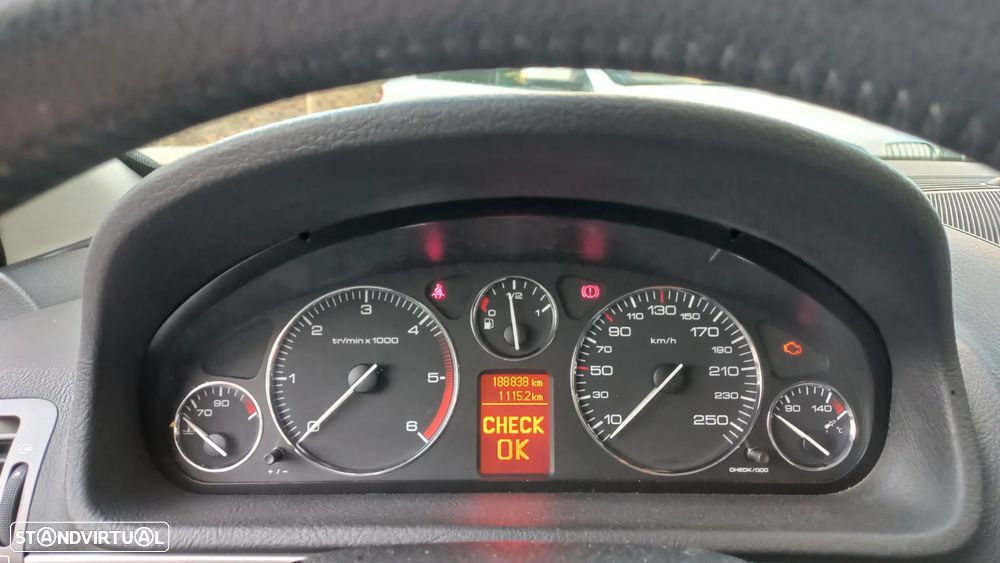 70 90
1 2 3 4 5 6 0
tr/min x 1000
+ / -
0 1/2 1
188838 km
1115.2 km
CHECK
OK
10 30 50 70 90 110 130 150 170 190 210 230 250
km/h
CHECK/000
90 140
°C
STANDVIRTUAL